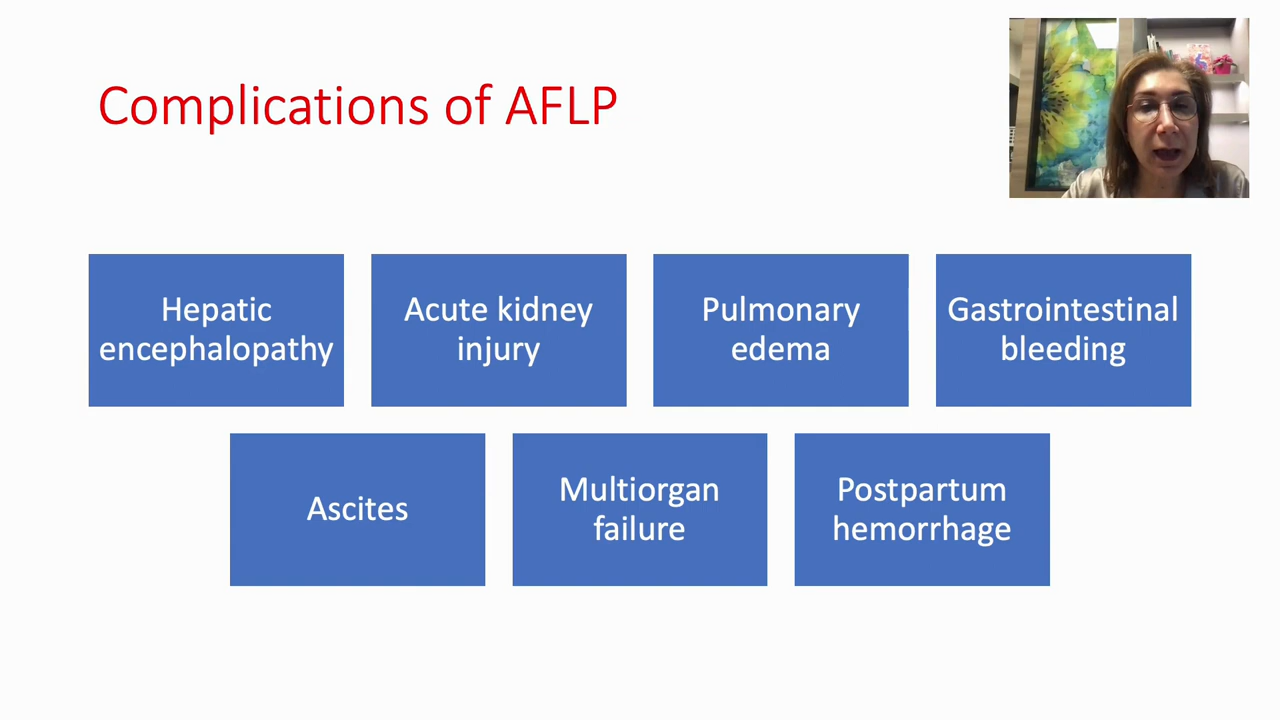 Complications of AFLP
Hepatic
encephalopathy
Acute kidney
injury
Pulmonary
edema
Gastrointestinal
bleeding
Ascites
Multiorgan
failure
Postpartum
hemorrhage